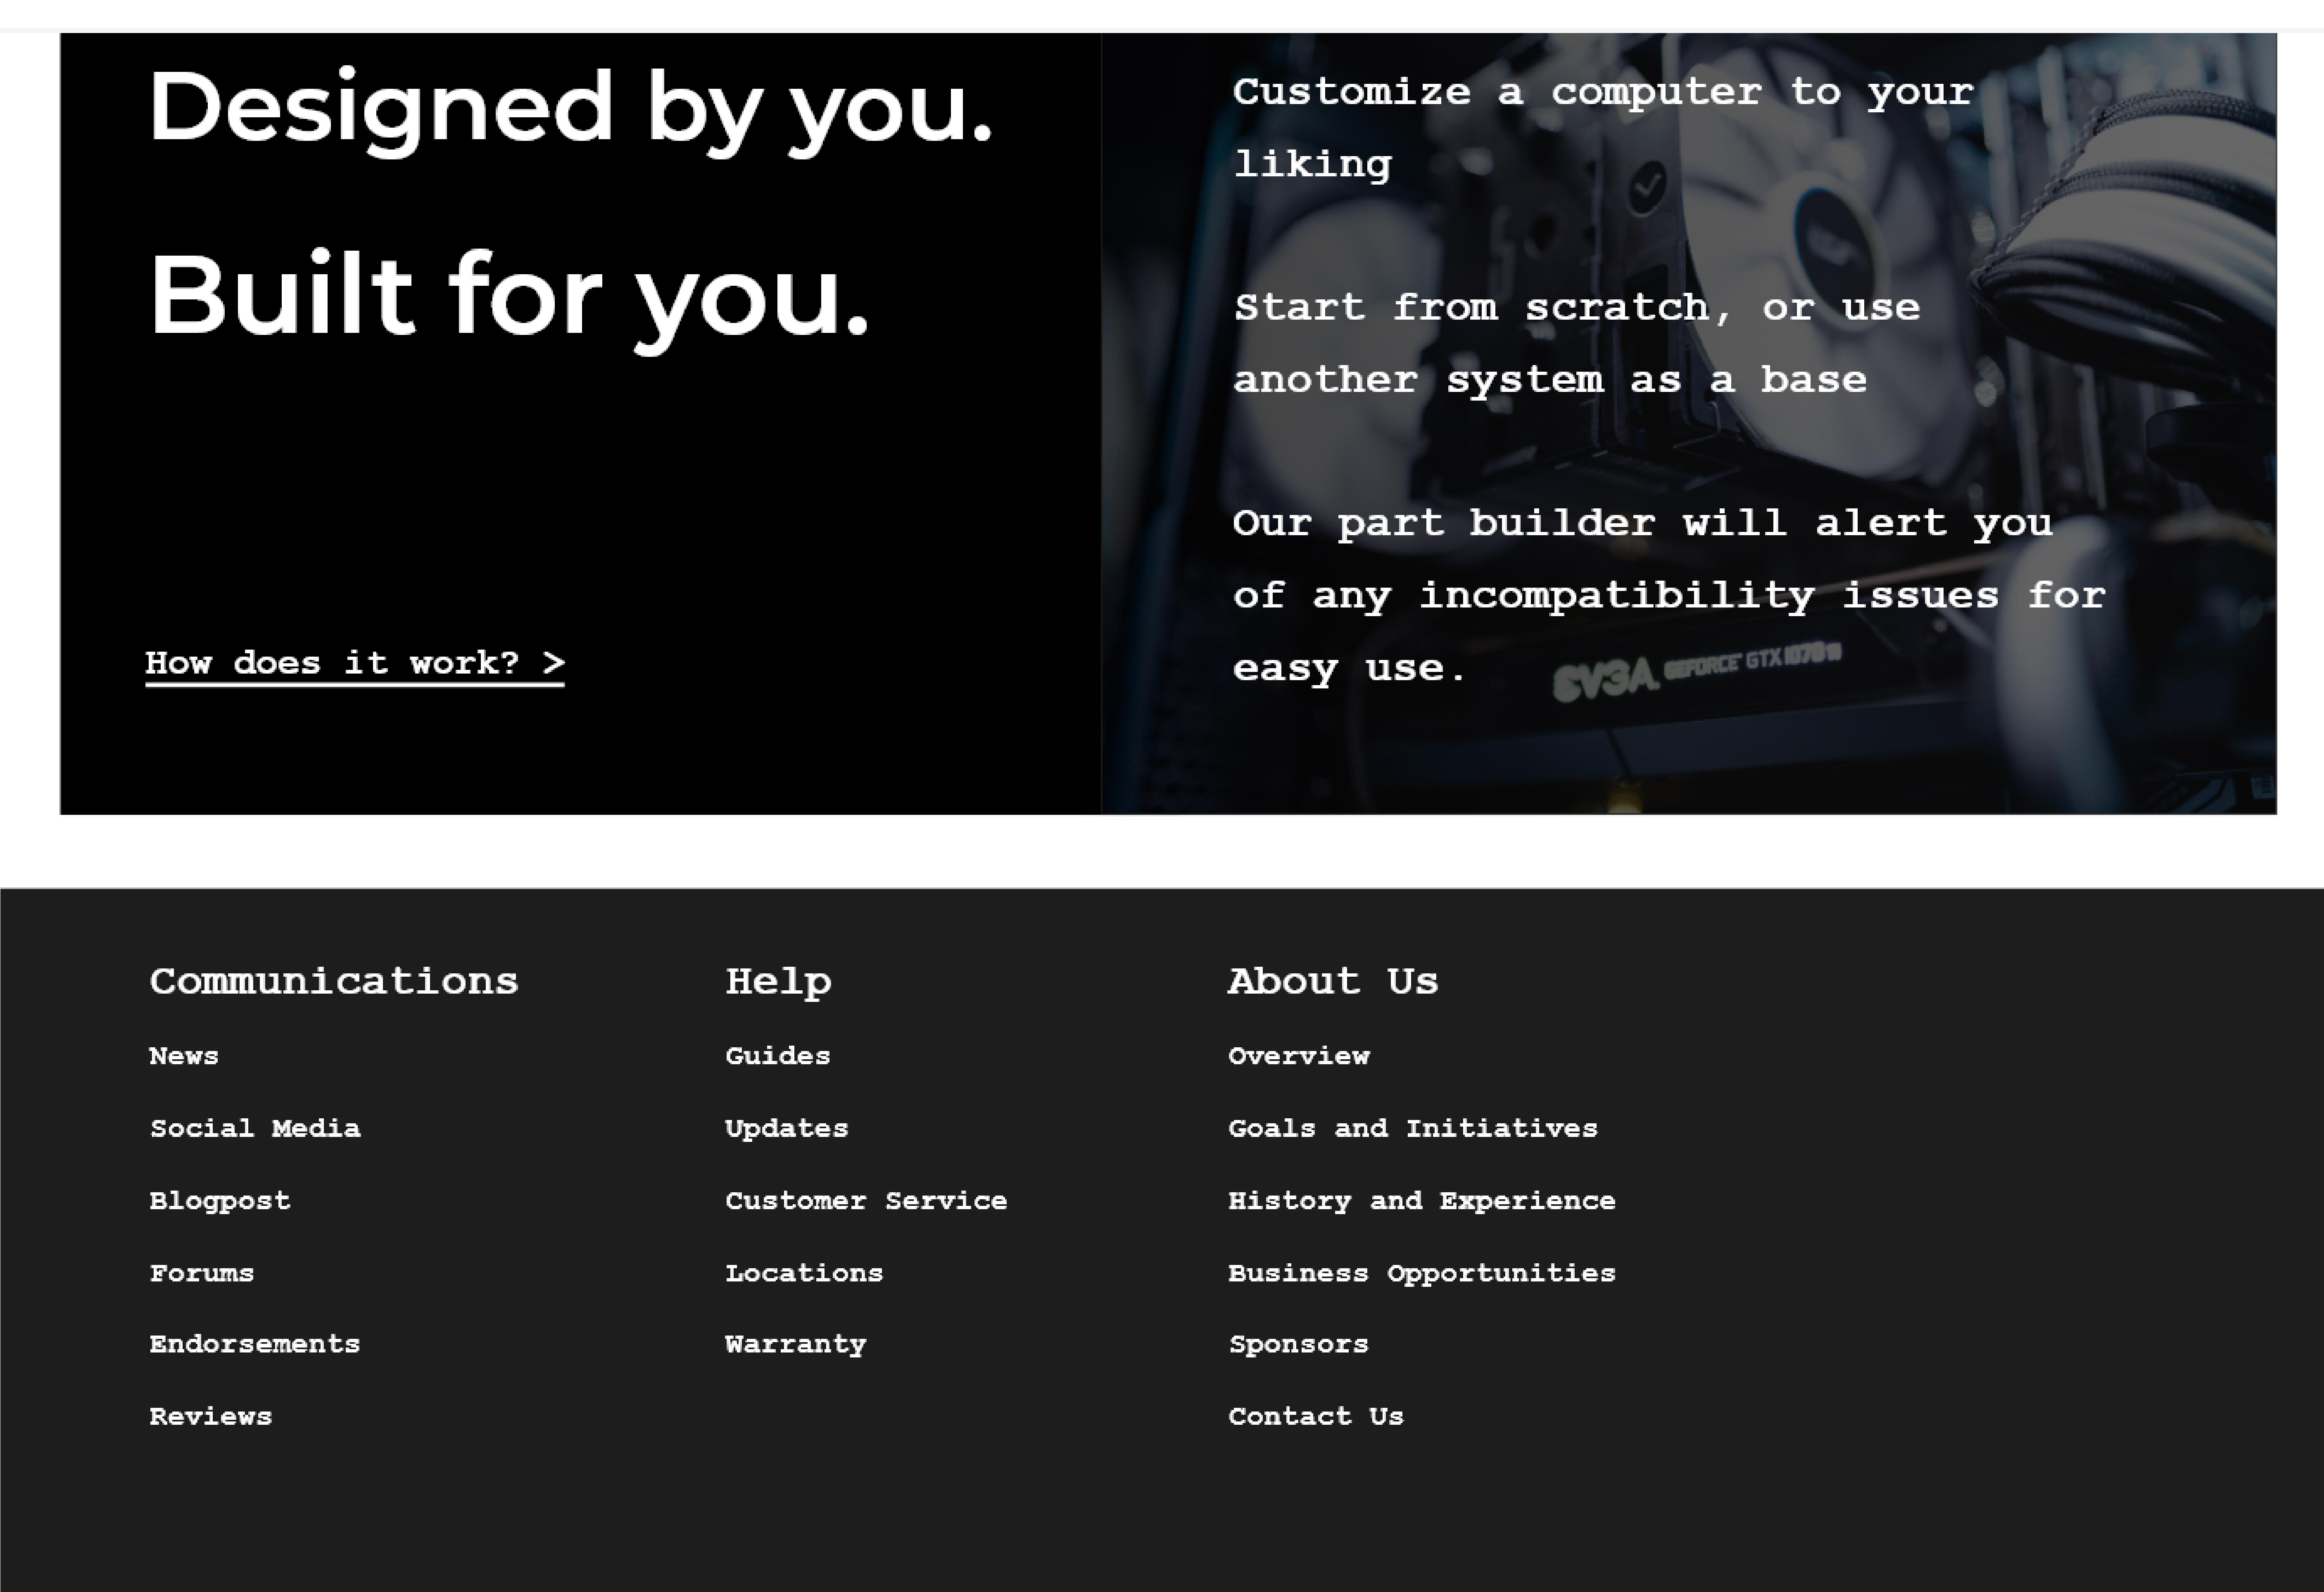 Designed by you.
Built for you.
How does it work? >
Customize a computer to your
liking
Start from scratch, or use
another system as a base
Our part builder will alert you
of any incompatibility issues for
easy use.
GEFORCE GTX
Communications
News
Social Media
Blogpost
Forums
Endorsements
Reviews
Help
Guides
Updates
Customer Service
Locations
Warranty
About Us
Overview
Goals and Initiatives
History and Experience
Business Opportunities
Sponsors
Contact Us